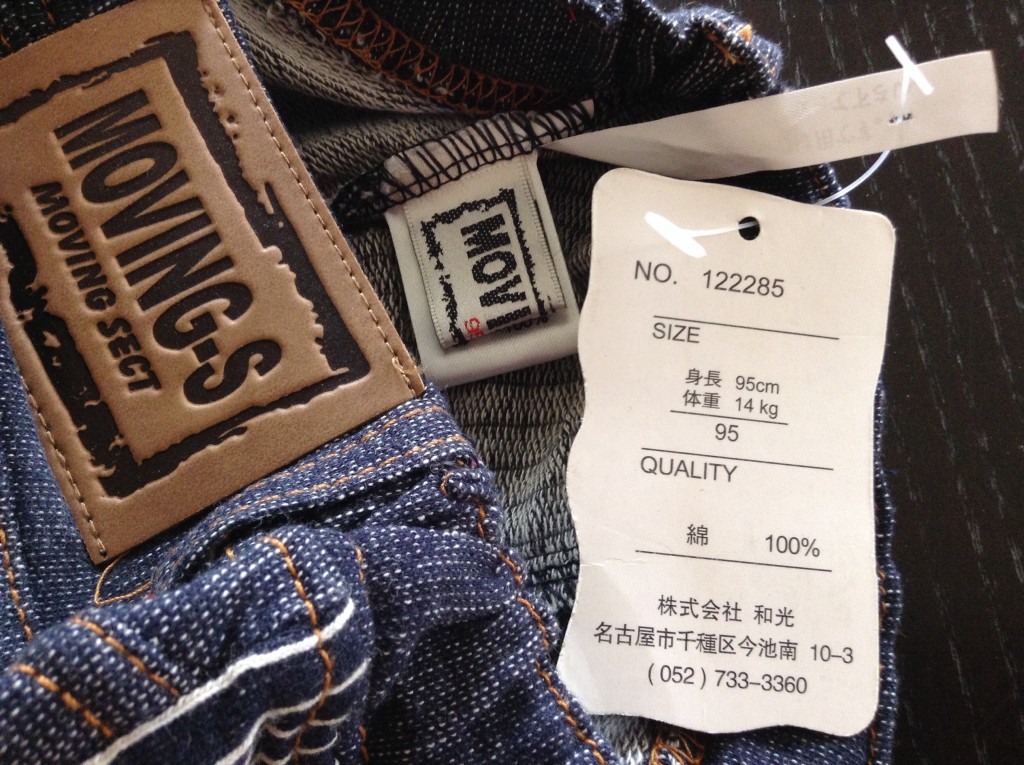 MOVING-S
MOVING SECT
MOVI
NO. 122285
SIZE
身長 95cm
体重 14 kg
95
QUALITY
綿 100%
株式会社 和光
名古屋市千種区今池南 10–3
( 052 ) 733–3360